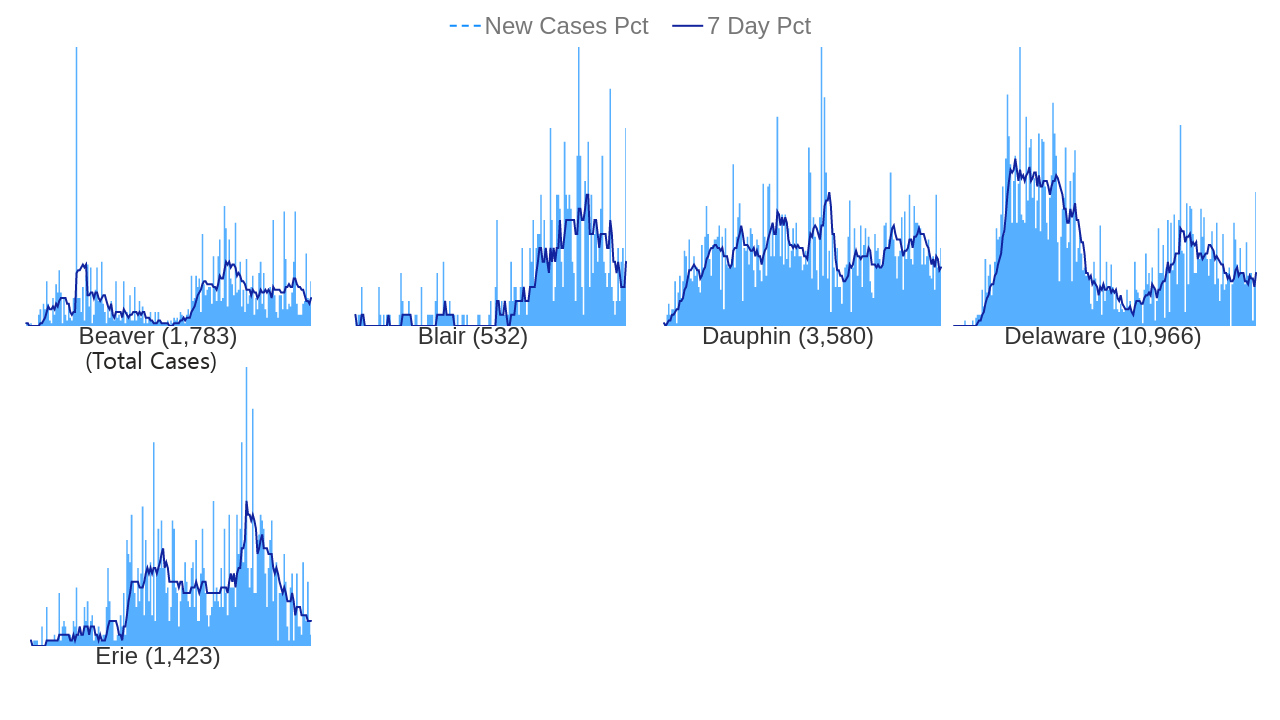 New Cases Pct 7 Day Pct
Beaver (1,783) Blair (532) Dauphin (3,580) Delaware (10,966)
(Total Cases)
Erie (1,423)